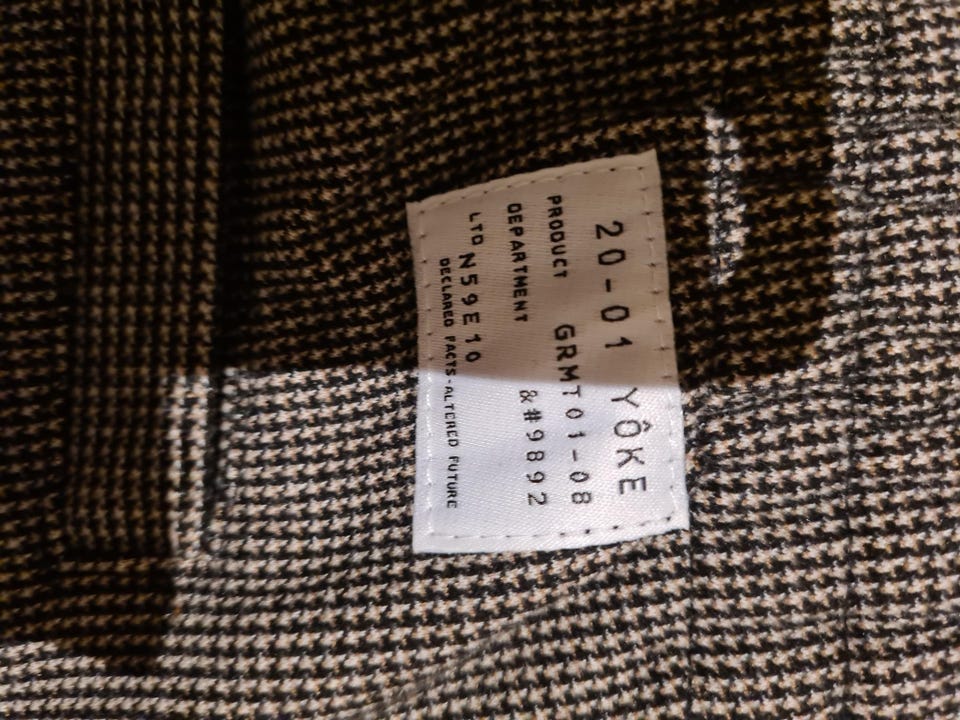 20-01 YÔKE
PRODUCT GRMT01-08
DEPARTMENT &#9892
LTD N59E10
DECLARED FACTS-ALTERED FUTURE